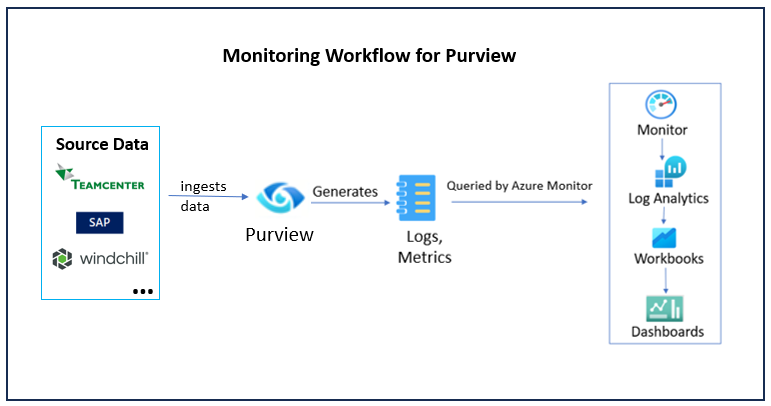 Monitoring Workflow for Purview
Source Data
TEAMCENTER
SAP
windchill®
...
ingests
data
Purview
Generates
Logs,
Metrics
Queried by Azure Monitor
Monitor
Log Analytics
Workbooks
Dashboards